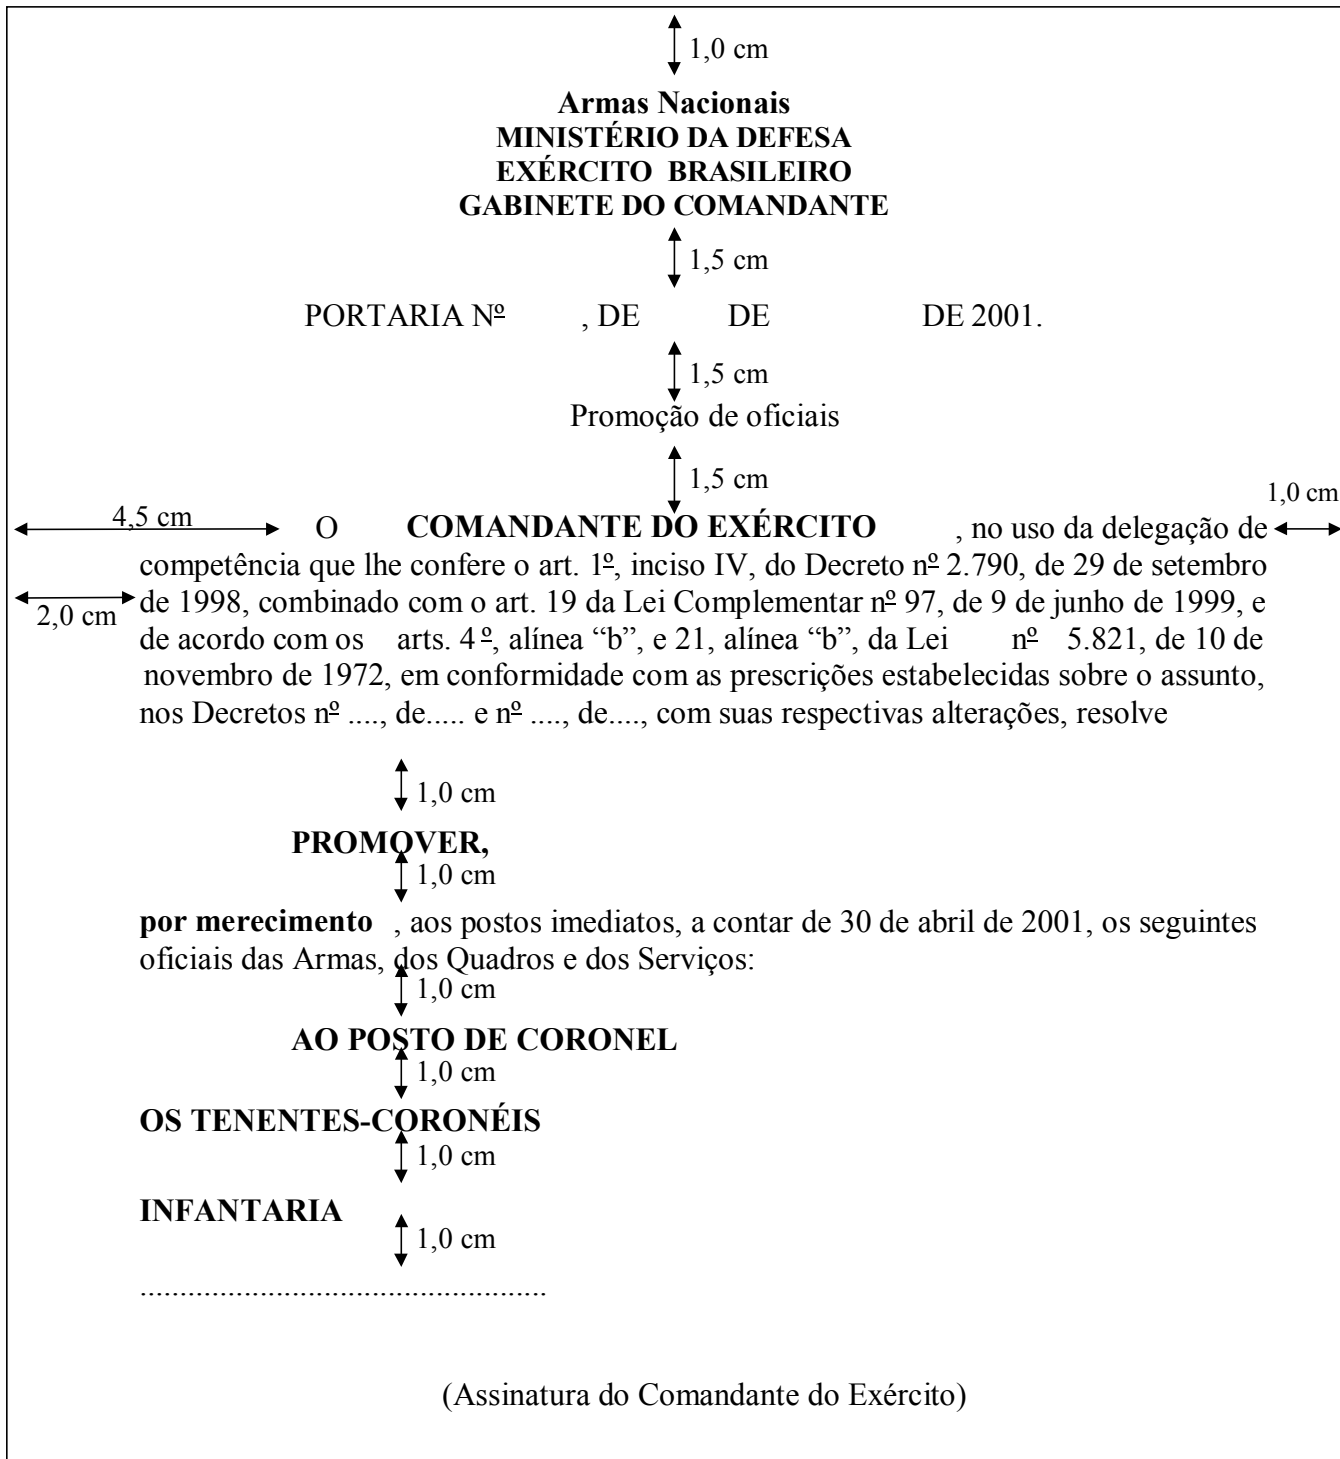 1,0 cm
Armas Nacionais
MINISTÉRIO DA DEFESA
EXÉRCITO BRASILEIRO
GABINETE DO COMANDANTE
1,5 cm
PORTARIA Nº , DE DE DE 2001.
1,5 cm
Promoção de oficiais
1,5 cm
1,0 cm
4,5 cm
O COMANDANTE DO EXÉRCITO , no uso da delegação de
competência que lhe confere o art. 1º, inciso IV, do Decreto nº 2.790, de 29 de setembro
de 1998, combinado com o art. 19 da Lei Complementar nº 97, de 9 de junho de 1999, e
2,0 cm
de acordo com os arts. 4 º, alínea “b”, e 21, alínea “b”, da Lei nº 5.821, de 10 de
novembro de 1972, em conformidade com as prescrições estabelecidas sobre o assunto,
nos Decretos nº ...., de..... e nº ...., de...., com suas respectivas alterações, resolve
1,0 cm
PROMOVER,
1,0 cm
por merecimento , aos postos imediatos, a contar de 30 de abril de 2001, os seguintes
oficiais das Armas, dos Quadros e dos Serviços:
1,0 cm
AO POSTO DE CORONEL
1,0 cm
OS TENENTES-CORONÉIS
1,0 cm
INFANTARIA
1,0 cm
...................................................
(Assinatura do Comandante do Exército)